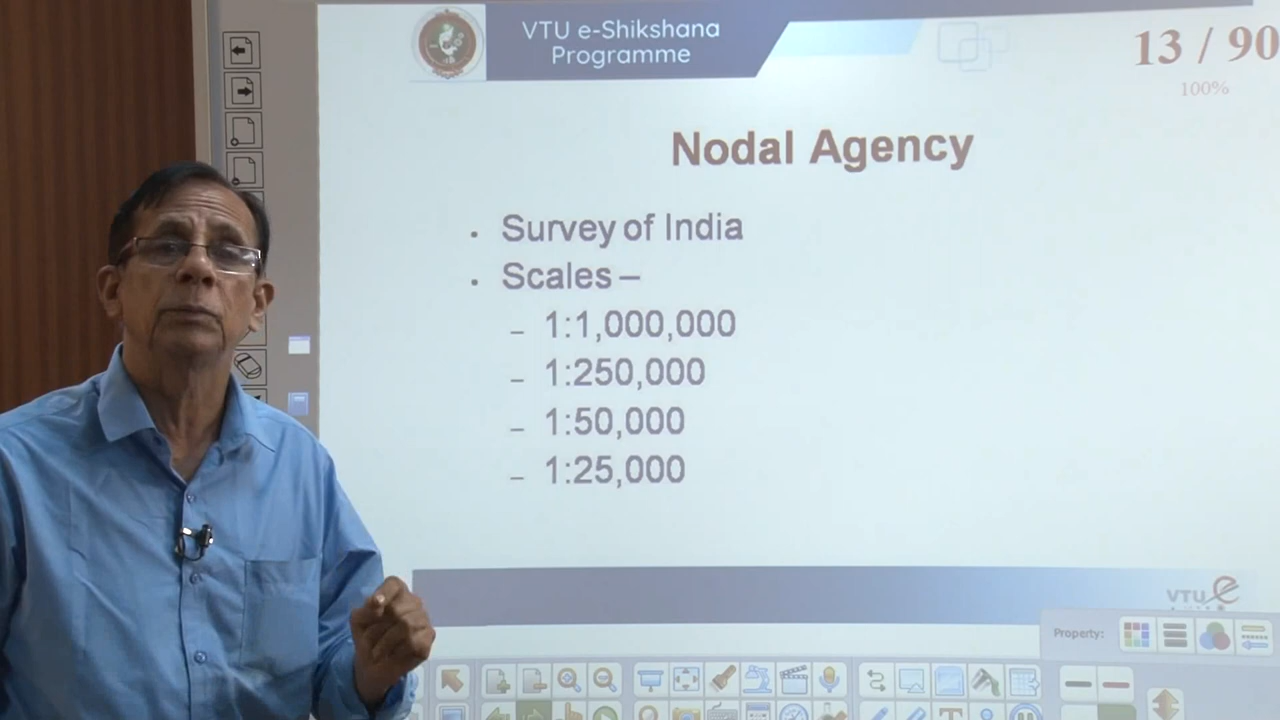 VTU e-Shikshana
Programme
13 / 90
100%
Nodal Agency
• Survey of India
• Scales –
– 1:1,000,000
– 1:250,000
– 1:50,000
– 1:25,000
VTU e
Property: